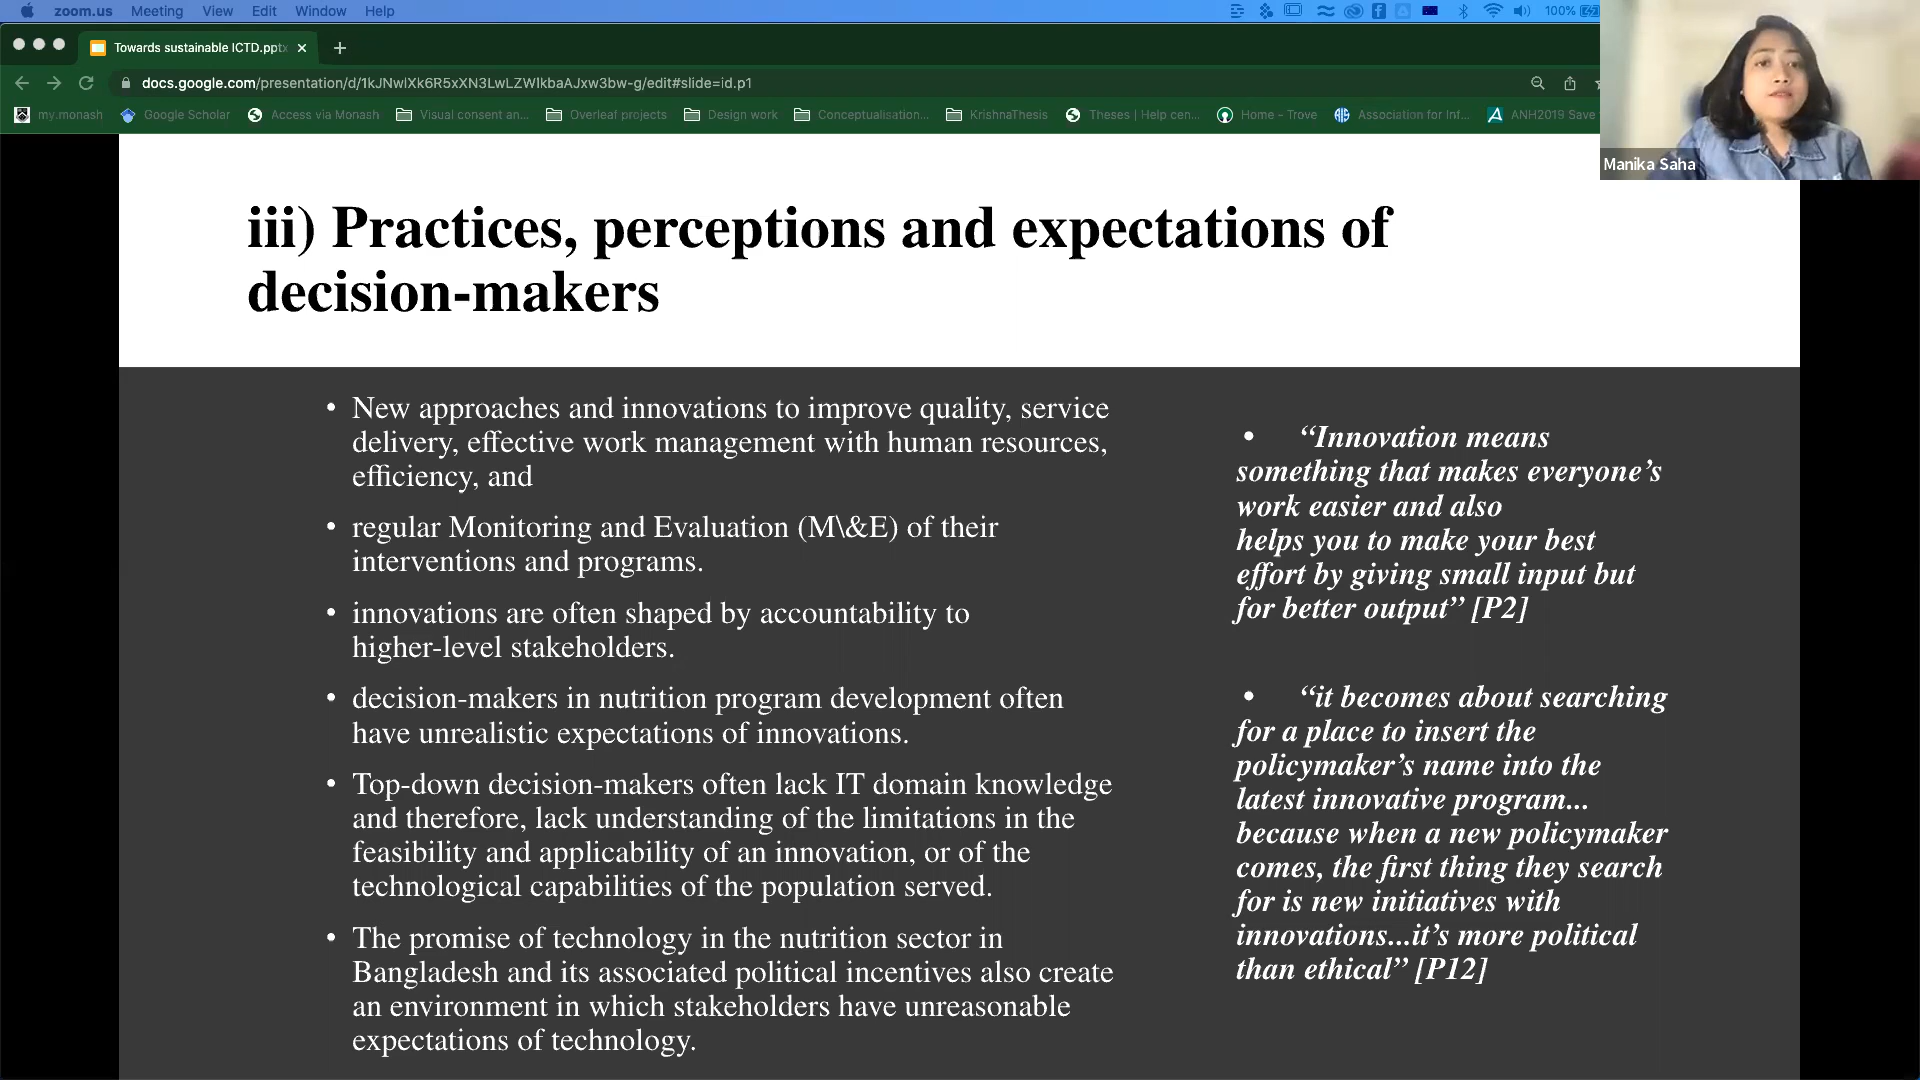 zoom.us Meeting View Edit Window Help
100%
Towards sustainable ICTD.pptx
docs.google.com/presentation/d/1kJNwlXk6R5xXN3LwLZWlkbaAJxw3bw-g/edit#slide=id.p1
my.monash Google Scholar Access via Monash Visual consent an... Overleaf projects Design work Conceptualisation... KrishnaThesis Theses | Help cen... Home – Trove Association for Inf... ANH2019 Save
Manika Saha
iii) Practices, perceptions and expectations of
decision-makers
• New approaches and innovations to improve quality, service
delivery, effective work management with human resources,
efficiency, and
• regular Monitoring and Evaluation (M\&E) of their
interventions and programs.
• innovations are often shaped by accountability to
higher-level stakeholders.
• decision-makers in nutrition program development often
have unrealistic expectations of innovations.
• Top-down decision-makers often lack IT domain knowledge
and therefore, lack understanding of the limitations in the
feasibility and applicability of an innovation, or of the
technological capabilities of the population served.
• The promise of technology in the nutrition sector in
Bangladesh and its associated political incentives also create
an environment in which stakeholders have unreasonable
expectations of technology.
• “Innovation means
something that makes everyone’s
work easier and also
helps you to make your best
effort by giving small input but
for better output” [P2]
• “it becomes about searching
for a place to insert the
policymaker’s name into the
latest innovative program...
because when a new policymaker
comes, the first thing they search
for is new initiatives with
innovations...it’s more political
than ethical” [P12]